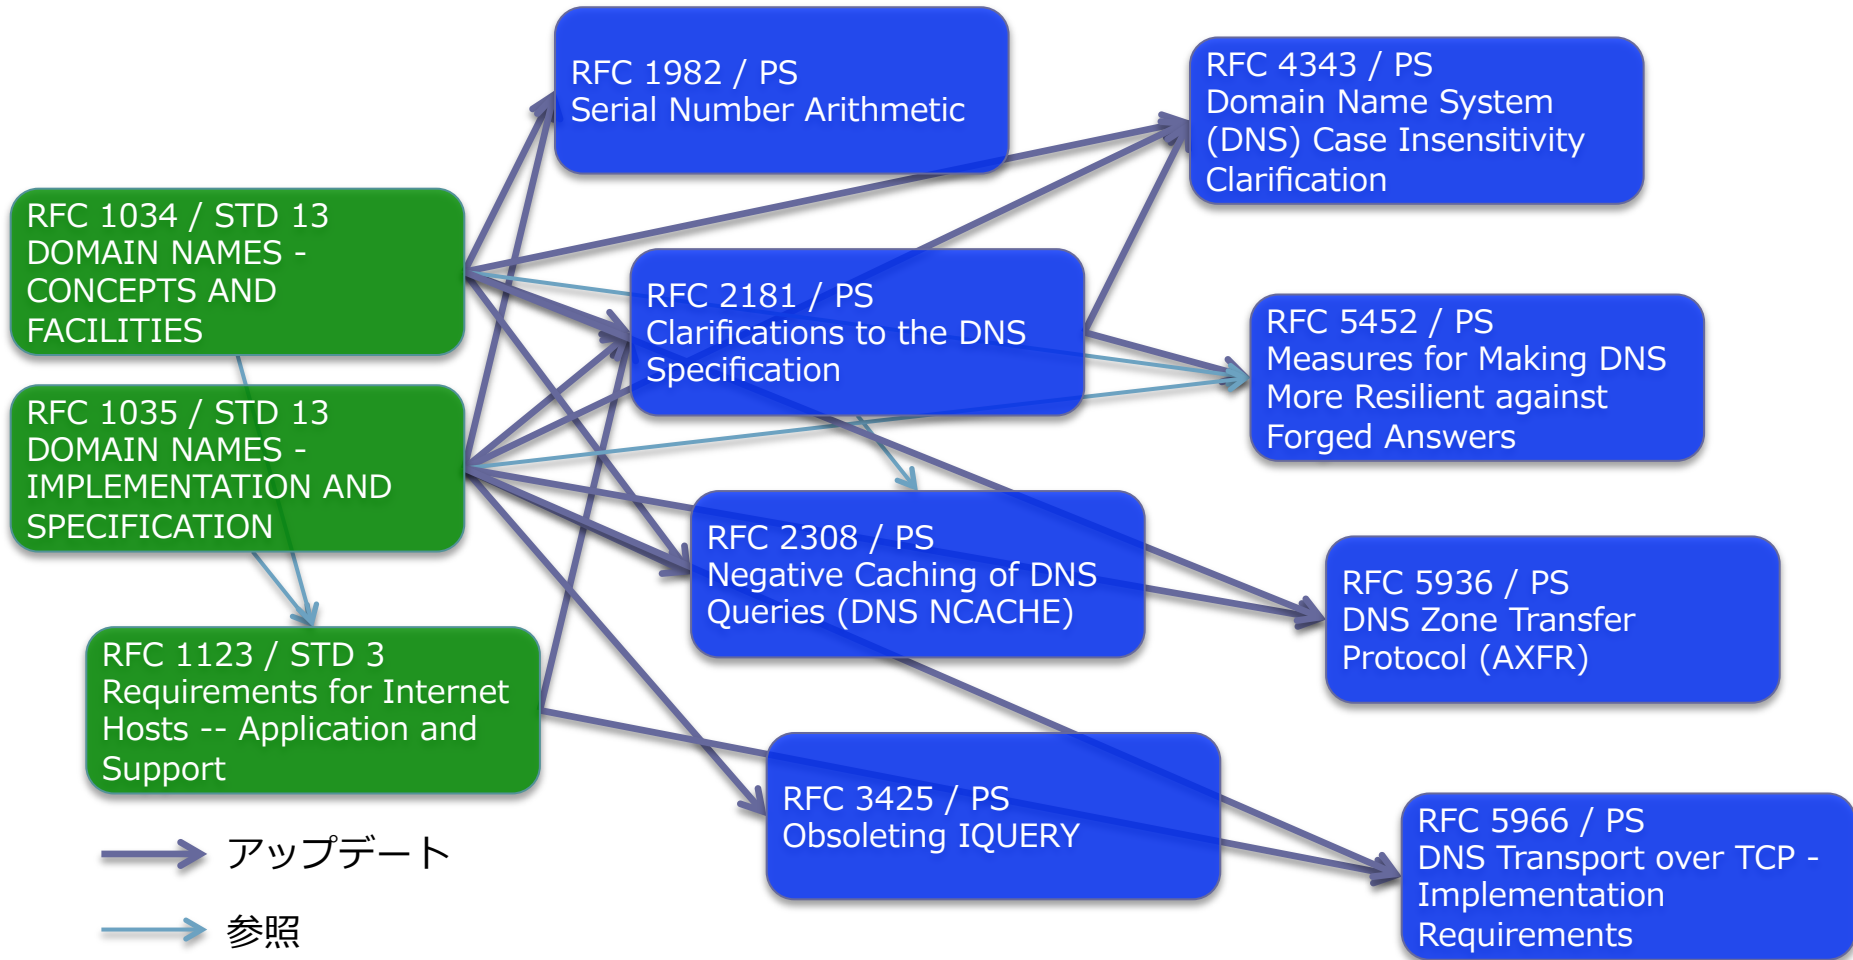 RFC 1982 / PS
Serial Number Arithmetic
RFC 4343 / PS
Domain Name System
(DNS) Case Insensitivity
Clarification
RFC 1034 / STD 13
DOMAIN NAMES -
CONCEPTS AND
FACILITIES
RFC 2181 / PS
Clarifications to the DNS
Specification
RFC 5452 / PS
Measures for Making DNS
More Resilient against
Forged Answers
RFC 1035 / STD 13
DOMAIN NAMES -
IMPLEMENTATION AND
SPECIFICATION
RFC 2308 / PS
Negative Caching of DNS
Queries (DNS NCACHE)
RFC 5936 / PS
DNS Zone Transfer
Protocol (AXFR)
RFC 1123 / STD 3
Requirements for Internet
Hosts -- Application and
Support
RFC 3425 / PS
Obsoleting IQUERY
RFC 5966 / PS
DNS Transport over TCP -
Implementation
Requirements
アップデート
参照